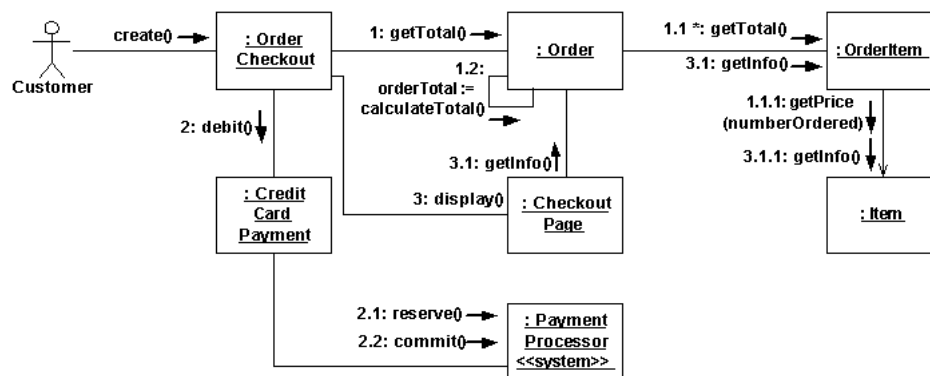 create()
Customer
: Order
Checkout
1: getTotal()
: Order
1.1 *: getTotal()
3.1: getInfo()
: OrderItem
1.2:
orderTotal :=
calculateTotal()
1.1.1: getPrice
(numberOrdered)
3.1.1: getInfo()
2: debit()
3.1: getInfo()
3: display()
: Credit
Card
Payment
: Checkout
Page
: Item
2.1: reserve()
2.2: commit()
: Payment
Processor
<<system>>